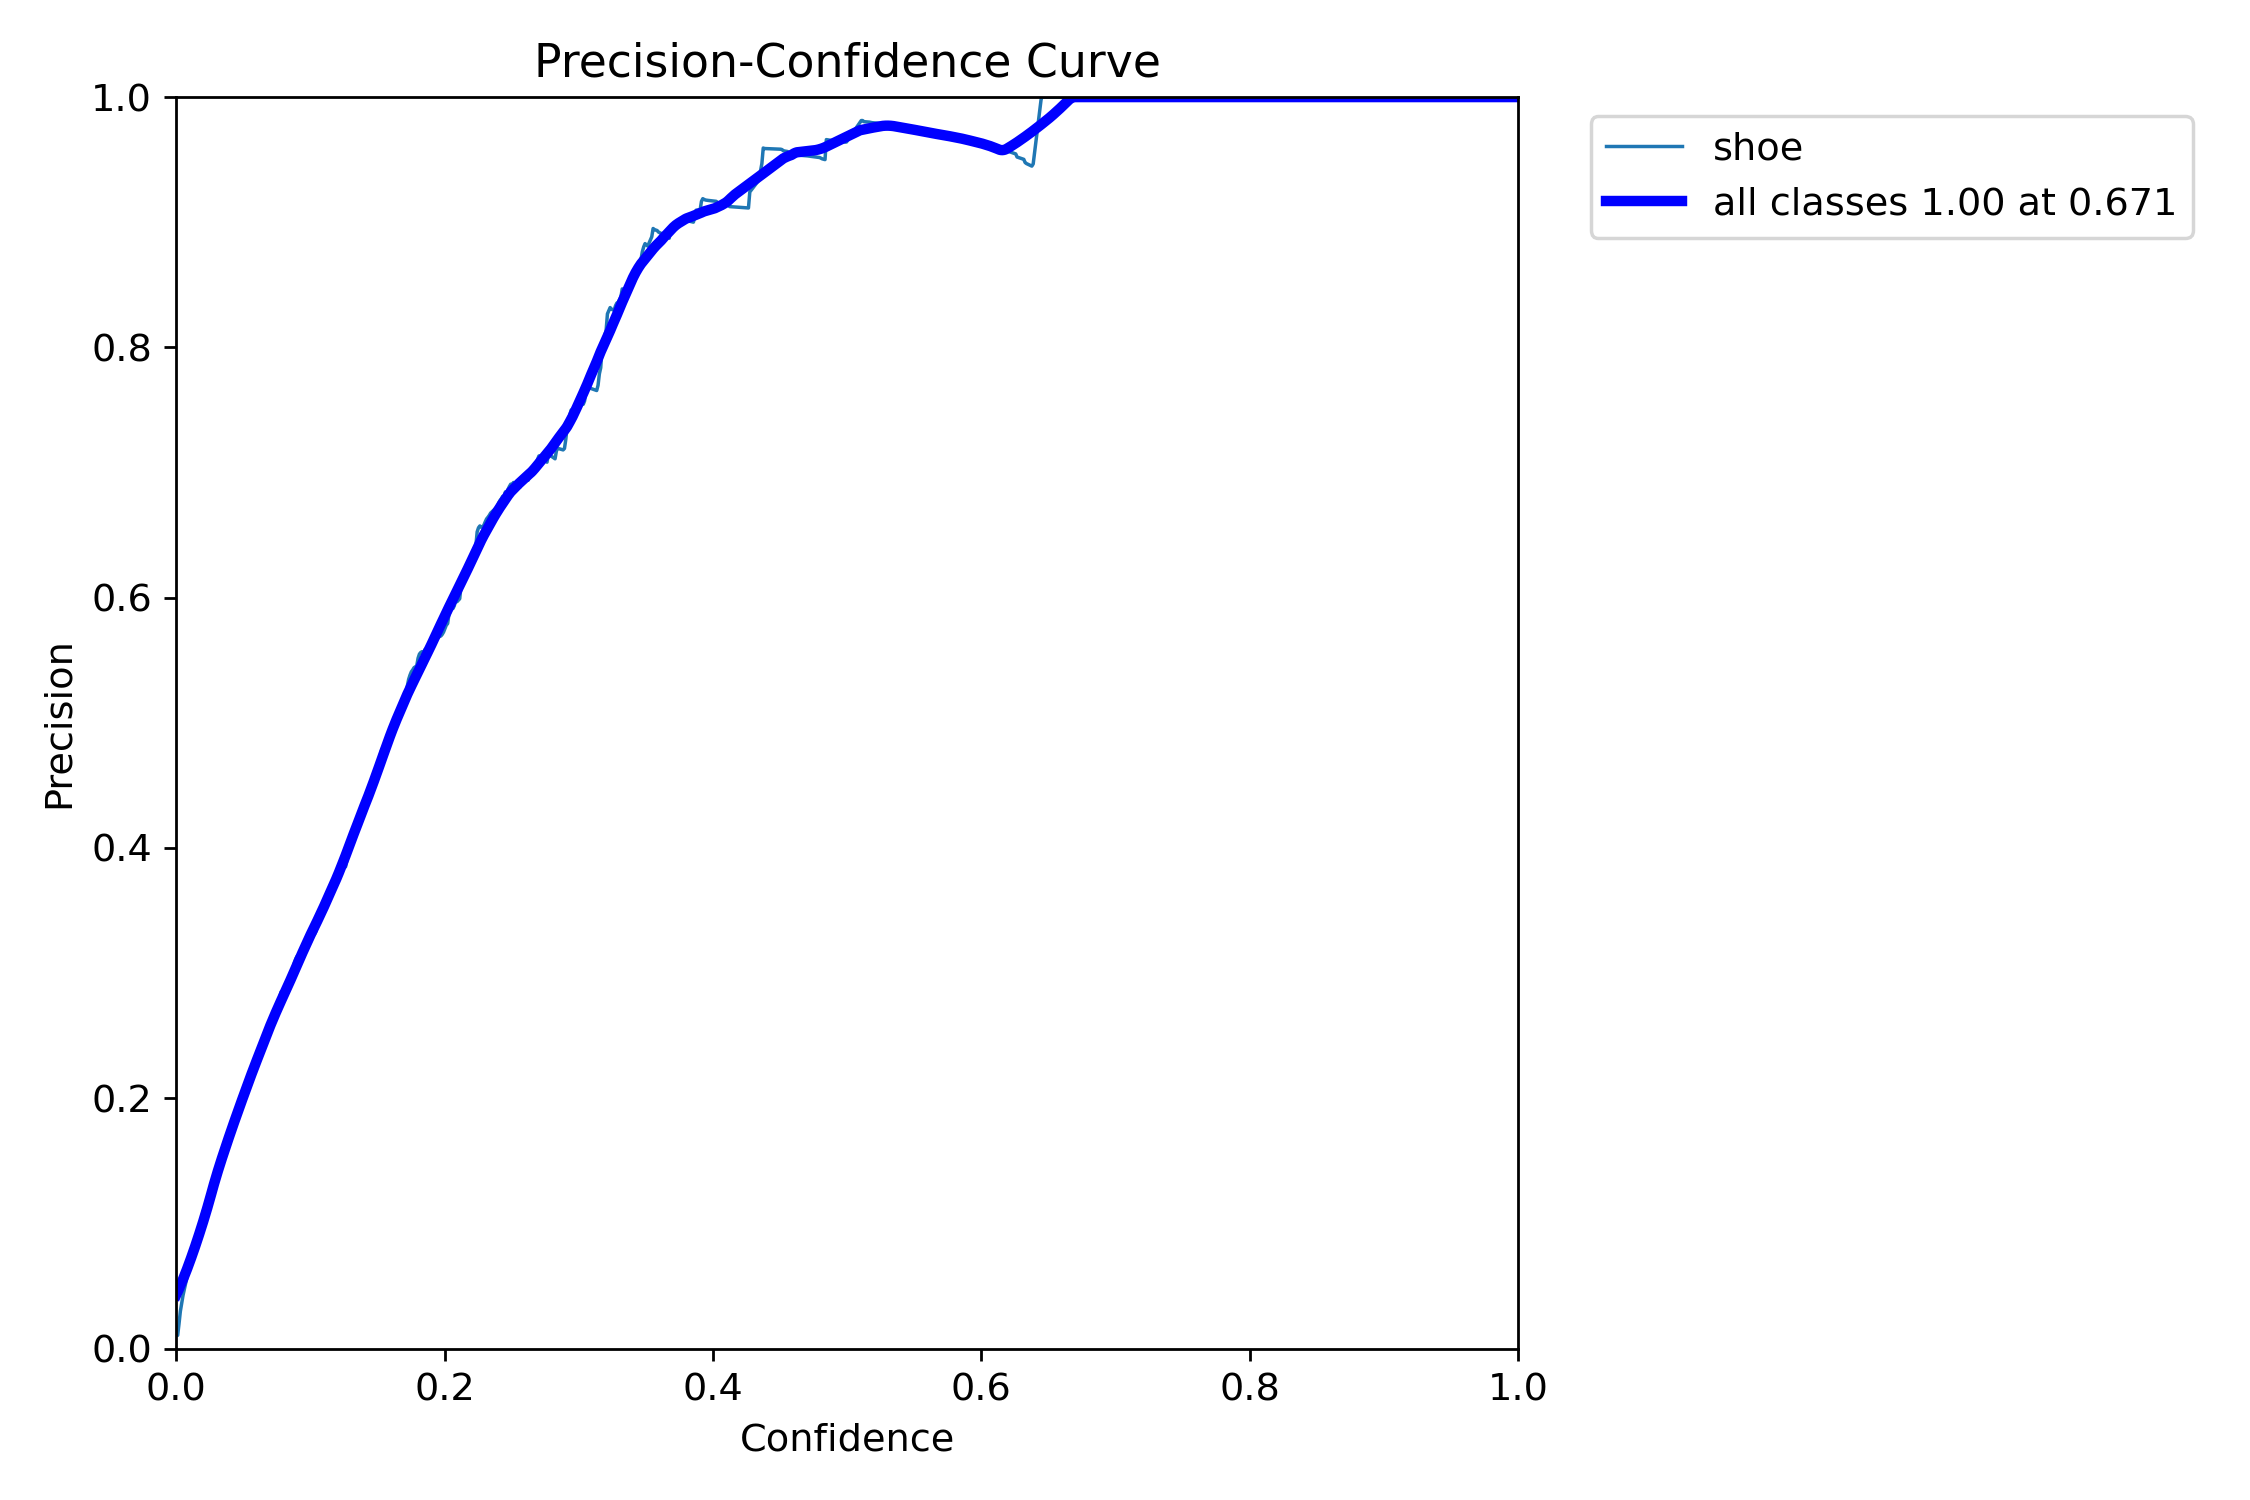 Precision-Confidence Curve
shoe
all classes 1.00 at 0.671
Precision
1.0
0.8
0.6
0.4
0.2
0.0
0.0 0.2 0.4 0.6 0.8 1.0
Confidence